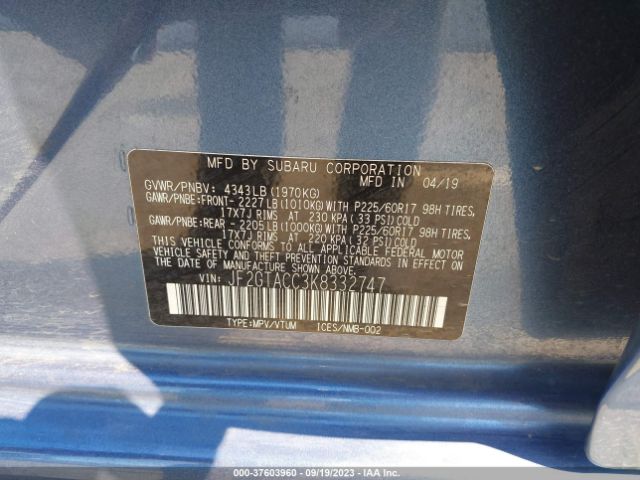 MFD BY SUBARU CORPORATION
MFD IN 04/19
GVWR/PNBV: 4343LB(1970KG)
GAWR/PNBE:FRONT- 2227LB(1010KG)WITH P225/60R17 98H TIRES,
17X7J RIMS AT 230 KPA(33 PSI)COLD
GAWR/PNBE:REAR - 2205LB(1000KG)WITH P225/60R17 98H TIRES,
17X7J RIMS AT 220 KPA(32 PSI)COLD
THIS VEHICLE CONFORMS TO ALL APPLICABLE FEDERAL MOTOR
VEHICLE SAFETY AND THEFT PREVENTION STANDARDS IN EFFECT
ON THE DATE OF MANUFACTURE SHOWN ABOVE.
VIN: JF2GTACC3K8332747
TYPE:MPV/VTUM ICES/NMB-002
000-37603960 - 09/19/2023 - IAA Inc.